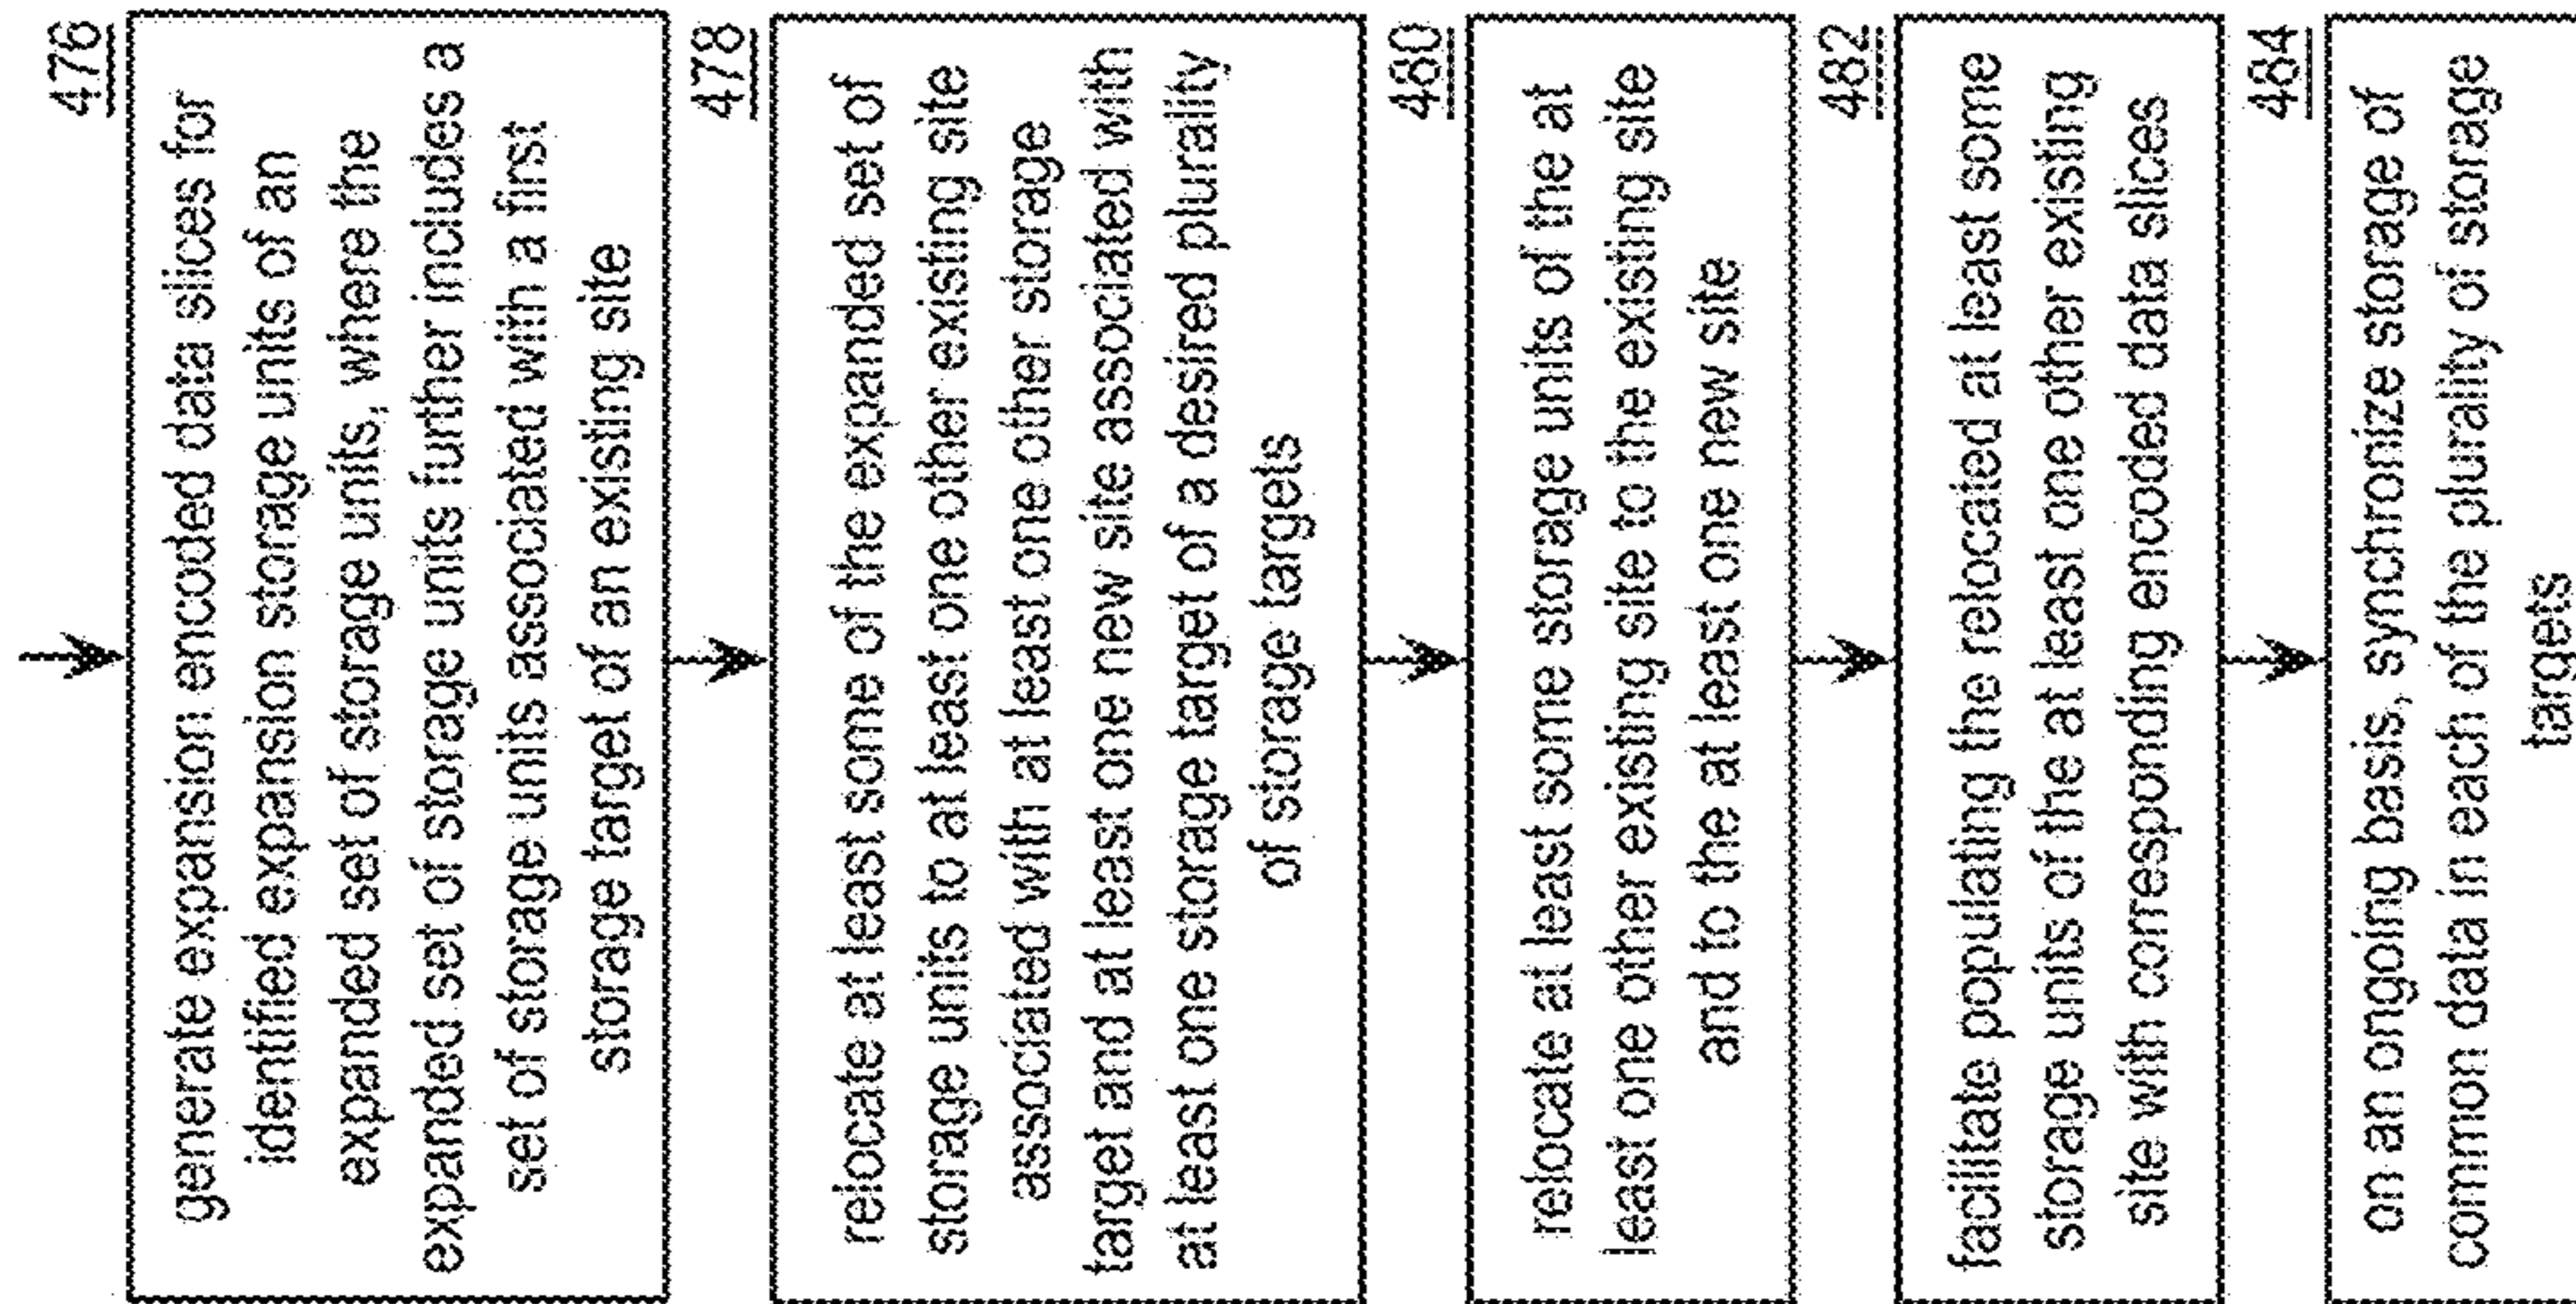 476
generate expansion encoded data slices for
identified expansion storage units of an
expanded set of storage units, where the
expanded set of storage units further includes a
set of storage units associated with a first
storage target of an existing site
478
relocate at least some of the expanded set of
storage units to at least one other existing site
associated with at least one other storage
target and at least one new site associated with
at least one storage target of a desired plurality
of storage targets
480
relocate at least some storage units of the at
least one other existing site to the existing site
and to the at least one new site
482
facilitate populating the relocated at least some
storage units of the at least one other existing
site with corresponding encoded data slices
484
on an ongoing basis, synchronize storage of
common data in each of the plurality of storage
targets